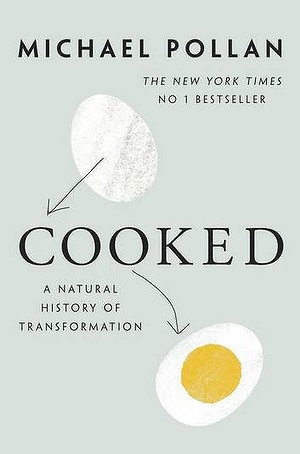 MICHAEL POLLAN
THE NEW YORK TIMES
NO 1 BESTSELLER
COOKED
A NATURAL
HISTORY OF
TRANSFORMATION